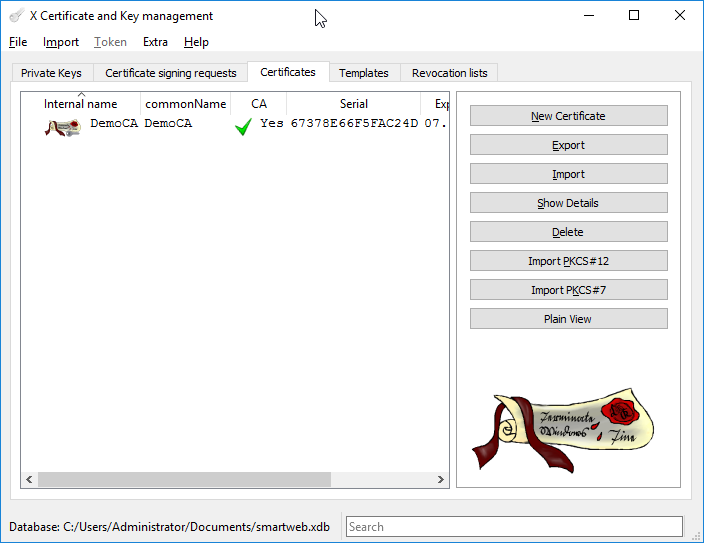 X Certificate and Key management
File Import Token Extra Help
Private Keys Certificate signing requests Certificates Templates Revocation lists
Internal name commonName CA Serial Exp
DemoCA DemoCA Yes 67378E66F5FAC24D 07.
New Certificate
Export
Import
Show Details
Delete
Import PKCS#12
Import PKCS#7
Plain View
Windows
Database: C:/Users/Administrator/Documents/smartweb.xdb Search